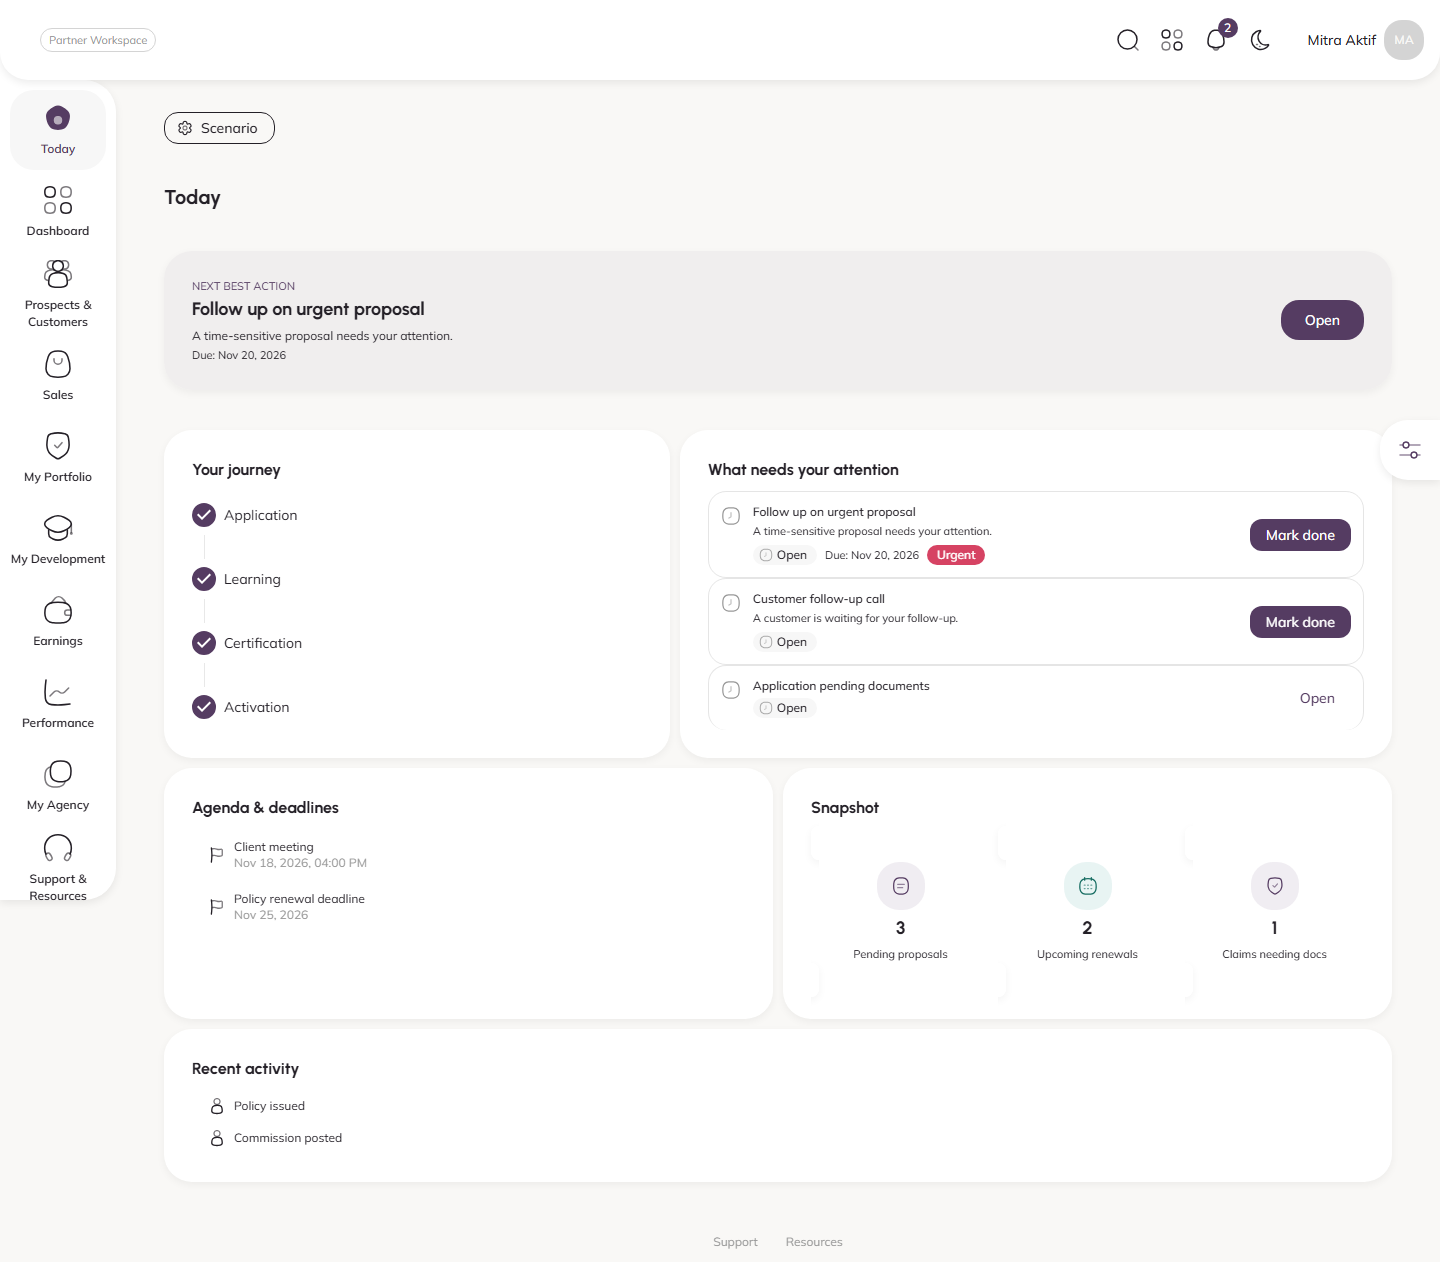 Partner Workspace
2
Mitra Aktif
MA
Today
Dashboard
Prospects &
Customers
Sales
My Portfolio
My Development
Earnings
Performance
My Agency
Support &
Resources
Scenario
Today
NEXT BEST ACTION
Follow up on urgent proposal
A time-sensitive proposal needs your attention.
Due: Nov 20, 2026
Open
Your journey
Application
Learning
Certification
Activation
What needs your attention
Follow up on urgent proposal
A time-sensitive proposal needs your attention.
Open Due: Nov 20, 2026 Urgent
Mark done
Customer follow-up call
A customer is waiting for your follow-up.
Open
Mark done
Application pending documents
Open
Open
Agenda & deadlines
Client meeting
Nov 18, 2026, 04:00 PM
Policy renewal deadline
Nov 25, 2026
Snapshot
3
Pending proposals
2
Upcoming renewals
1
Claims needing docs
Recent activity
Policy issued
Commission posted
Support Resources